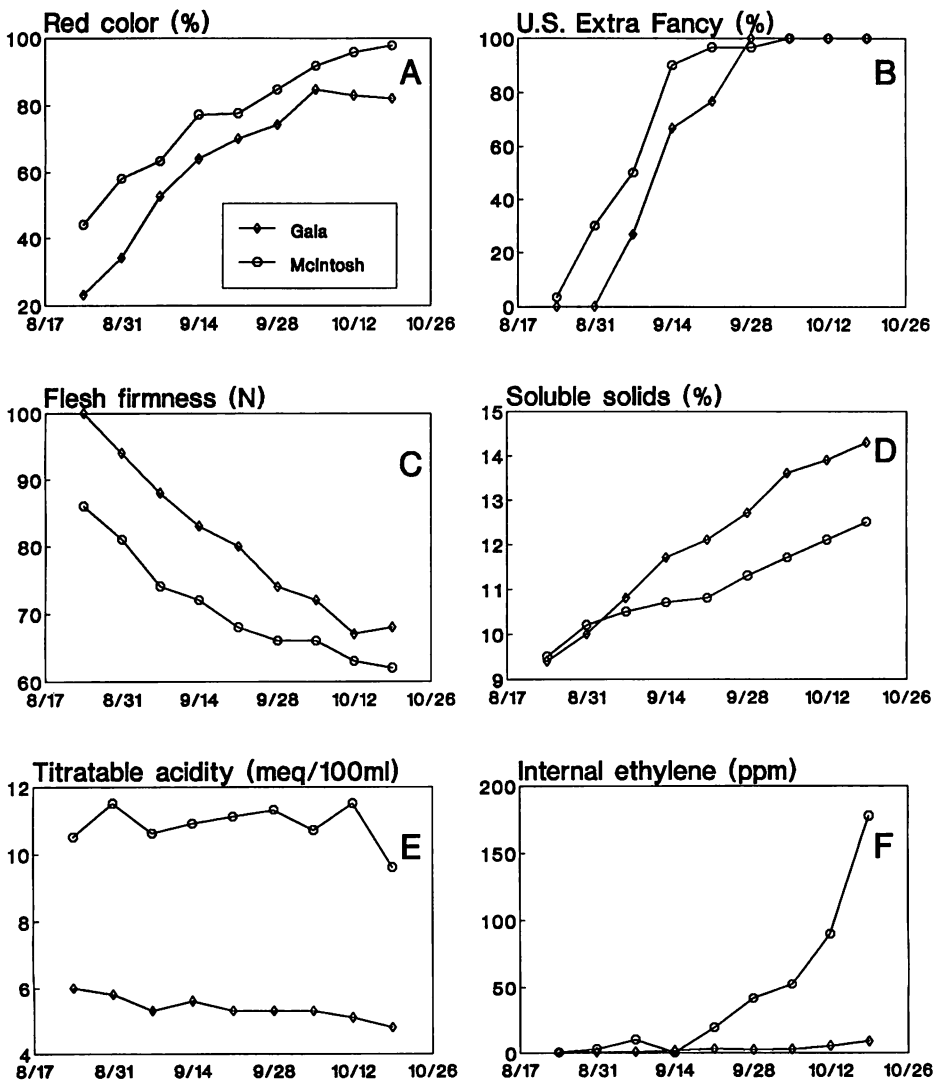 Red color (%)
100
80
60
40
20
A
Gala
McIntosh
8/17 8/31 9/14 9/28 10/12 10/26
U.S. Extra Fancy (%)
100
80
60
40
20
0
B
8/17 8/31 9/14 9/28 10/12 10/26
Flesh firmness (N)
100
90
80
70
60
C
8/17 8/31 9/14 9/28 10/12 10/26
Soluble solids (%)
15
14
13
12
11
10
9
D
8/17 8/31 9/14 9/28 10/12 10/26
Titratable acidity (meq/100ml)
12
10
8
6
4
E
8/17 8/31 9/14 9/28 10/12 10/26
Internal ethylene (ppm)
200
150
100
50
0
F
8/17 8/31 9/14 9/28 10/12 10/26